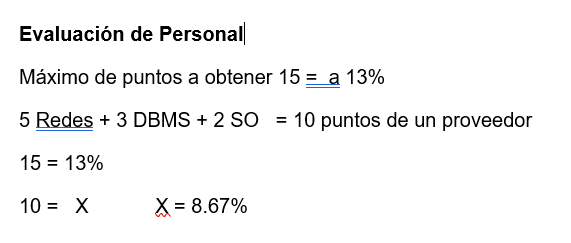 Evaluación de Personal
Máximo de puntos a obtener 15 = a 13%
5 Redes + 3 DBMS + 2 SO = 10 puntos de un proveedor
15 = 13%
10 = X X = 8.67%